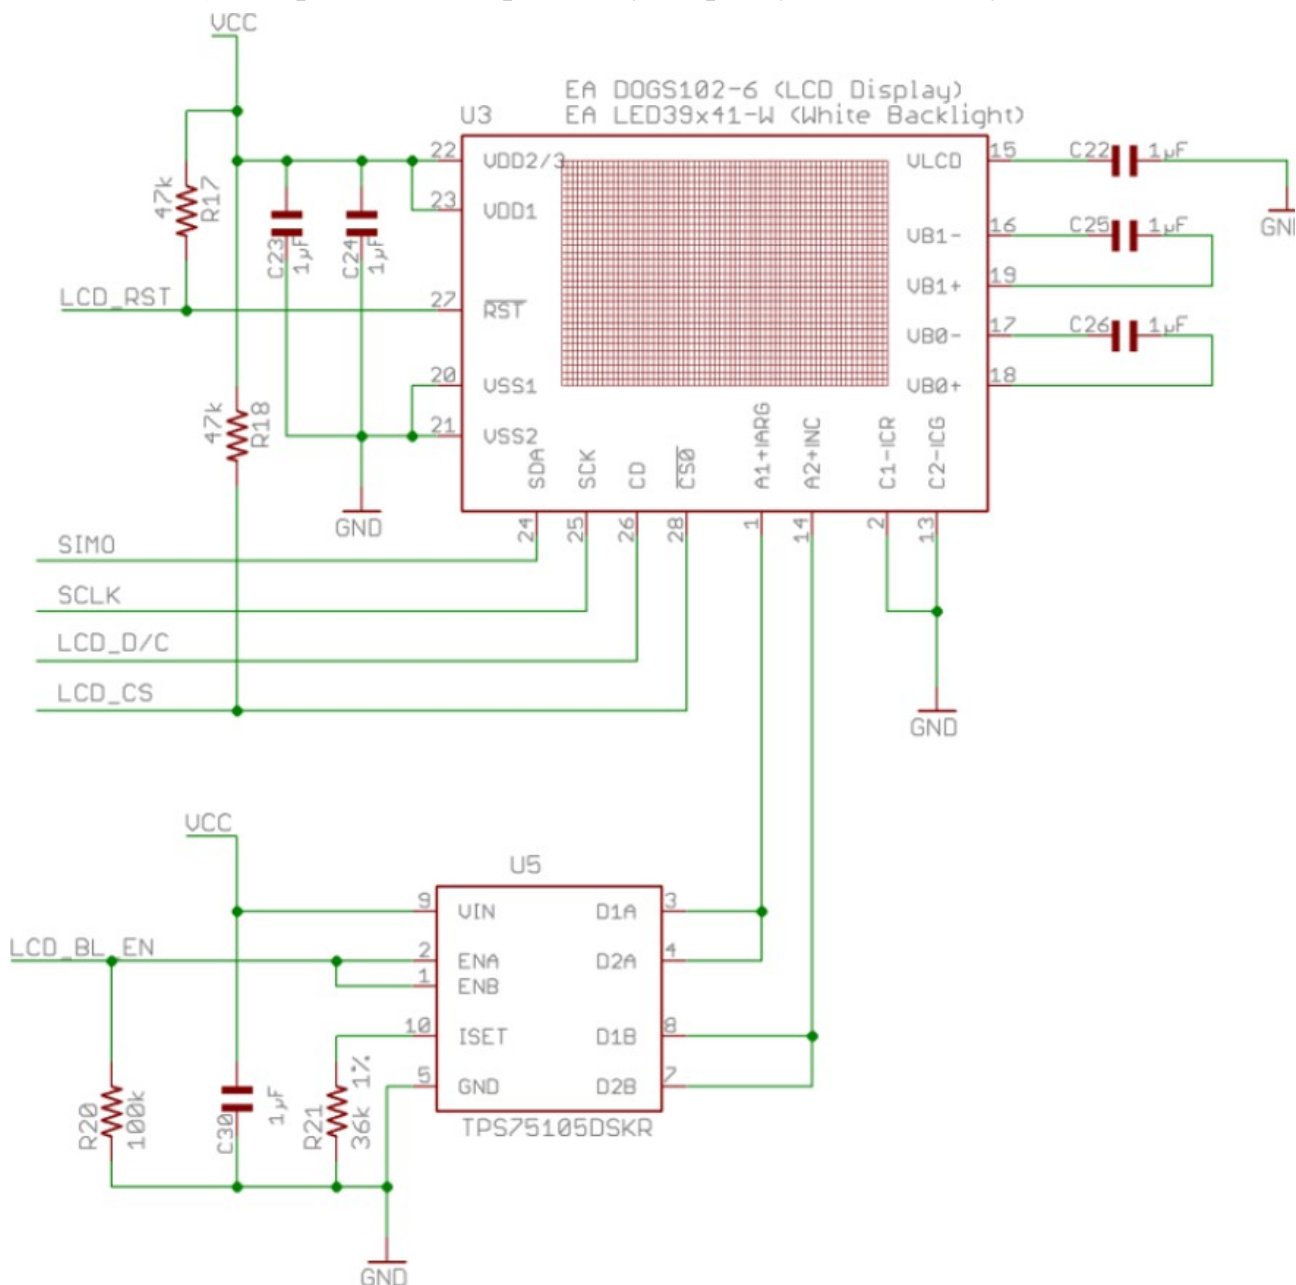 VCC
EA DOGS102-6 (LCD Display)
U3 EA LED39x41-W (White Backlight)
22 VDD2/3
23 VDD1
27 RST
20 VSS1
21 VSS2
VLCD 15
VB1- 16
VB1+ 19
VB0- 17
VB0+ 18
C22 1µF
GND
C25 1µF
C26 1µF
47k
R17
C23
1µF
C24
1µF
LCD_RST
47k
R18
GND
SDA
SCK
CD
CS0
A1+IARG
A2+INC
C1-ICR
C2-ICG
24
25
26
28
1
14
2
13
SIMO
SCLK
LCD_D/C
LCD_CS
GND
VCC
U5
9 VIN
2 ENA
1 ENB
10 ISET
5 GND
D1A 3
D2A 4
D1B 8
D2B 7
TPS75105DSKR
LCD_BL_EN
R20
100k
C30
1µF
R21
36k 1%
GND